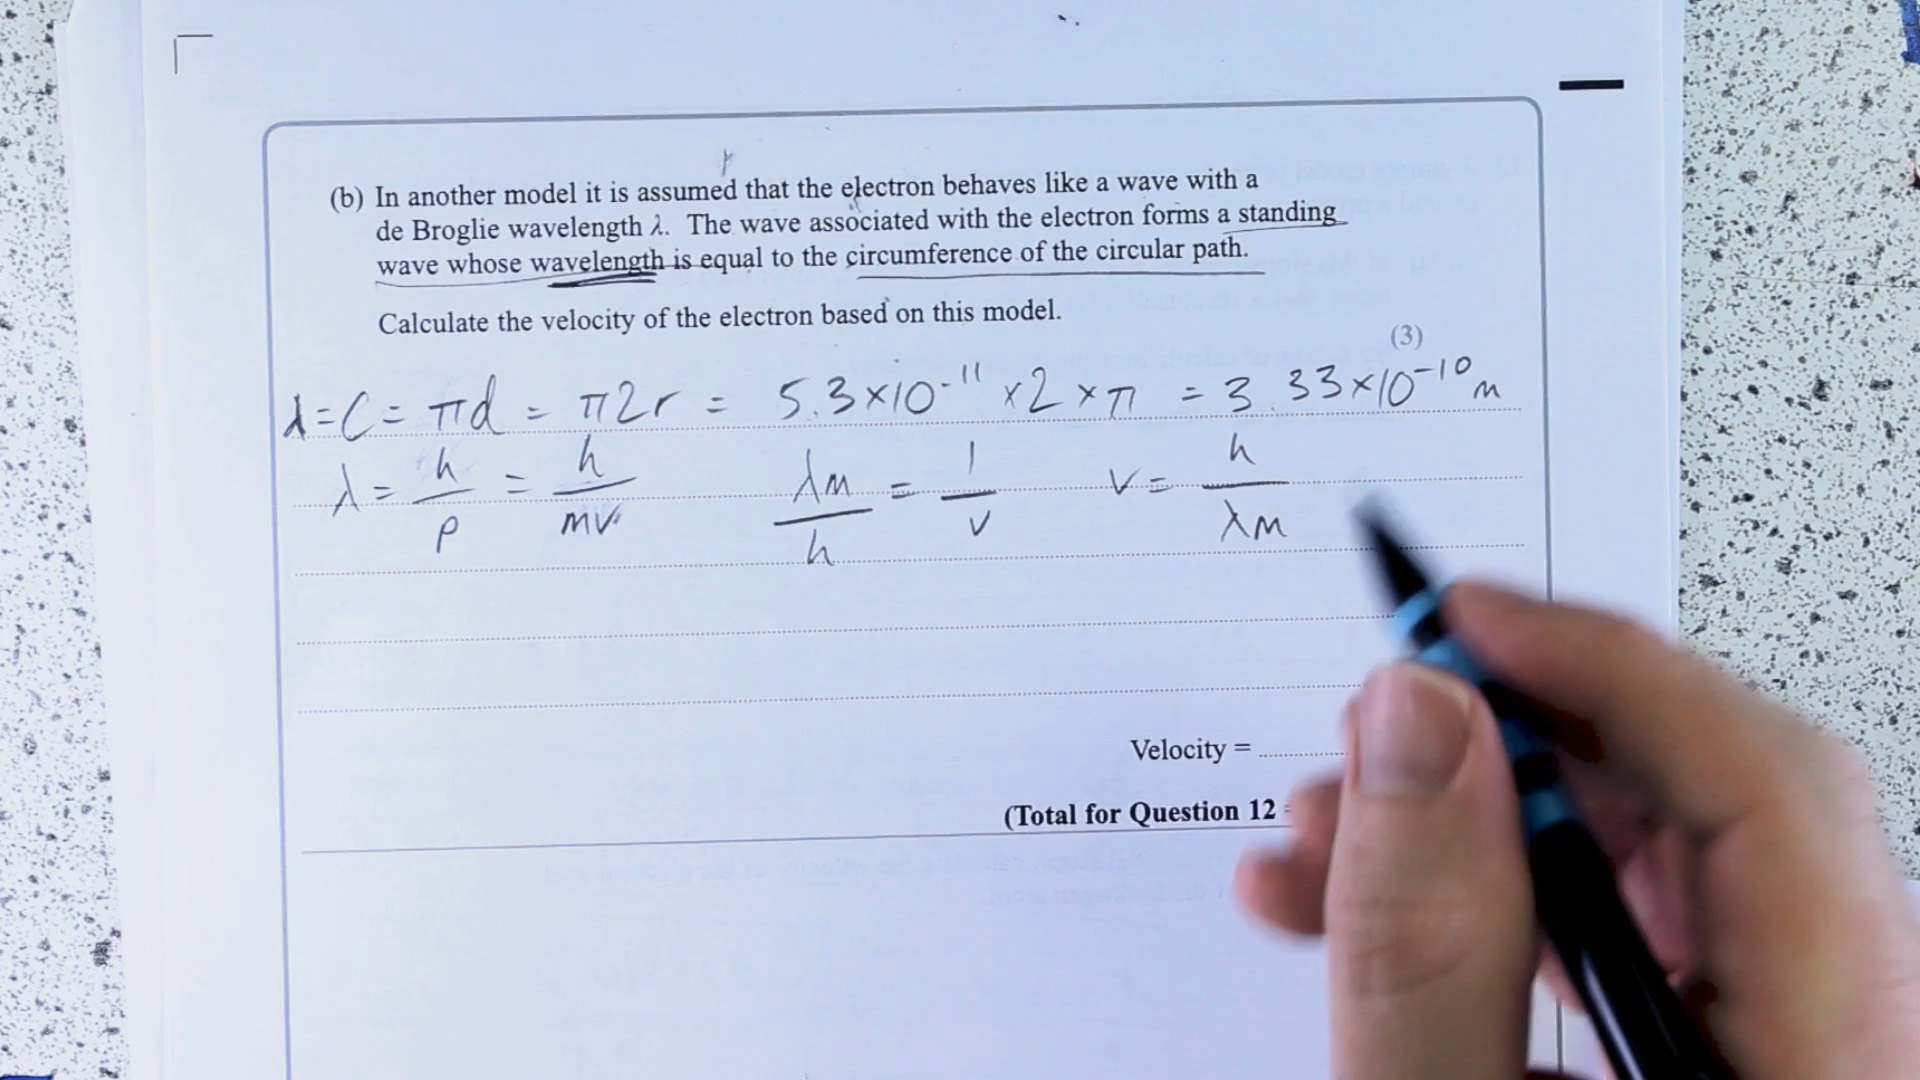 (b) In another model it is assumed that the electron behaves like a wave with a
de Broglie wavelength λ. The wave associated with the electron forms a standing
wave whose wavelength is equal to the circumference of the circular path.
Calculate the velocity of the electron based on this model.
(3)
λ = C = πd = π2r = 5.3×10⁻¹¹ ×2 ×π = 3.33×10⁻¹⁰ m
λ = h/p = h/mv λm/h = 1/v v = h/λm
Velocity =
(Total for Question 12 =